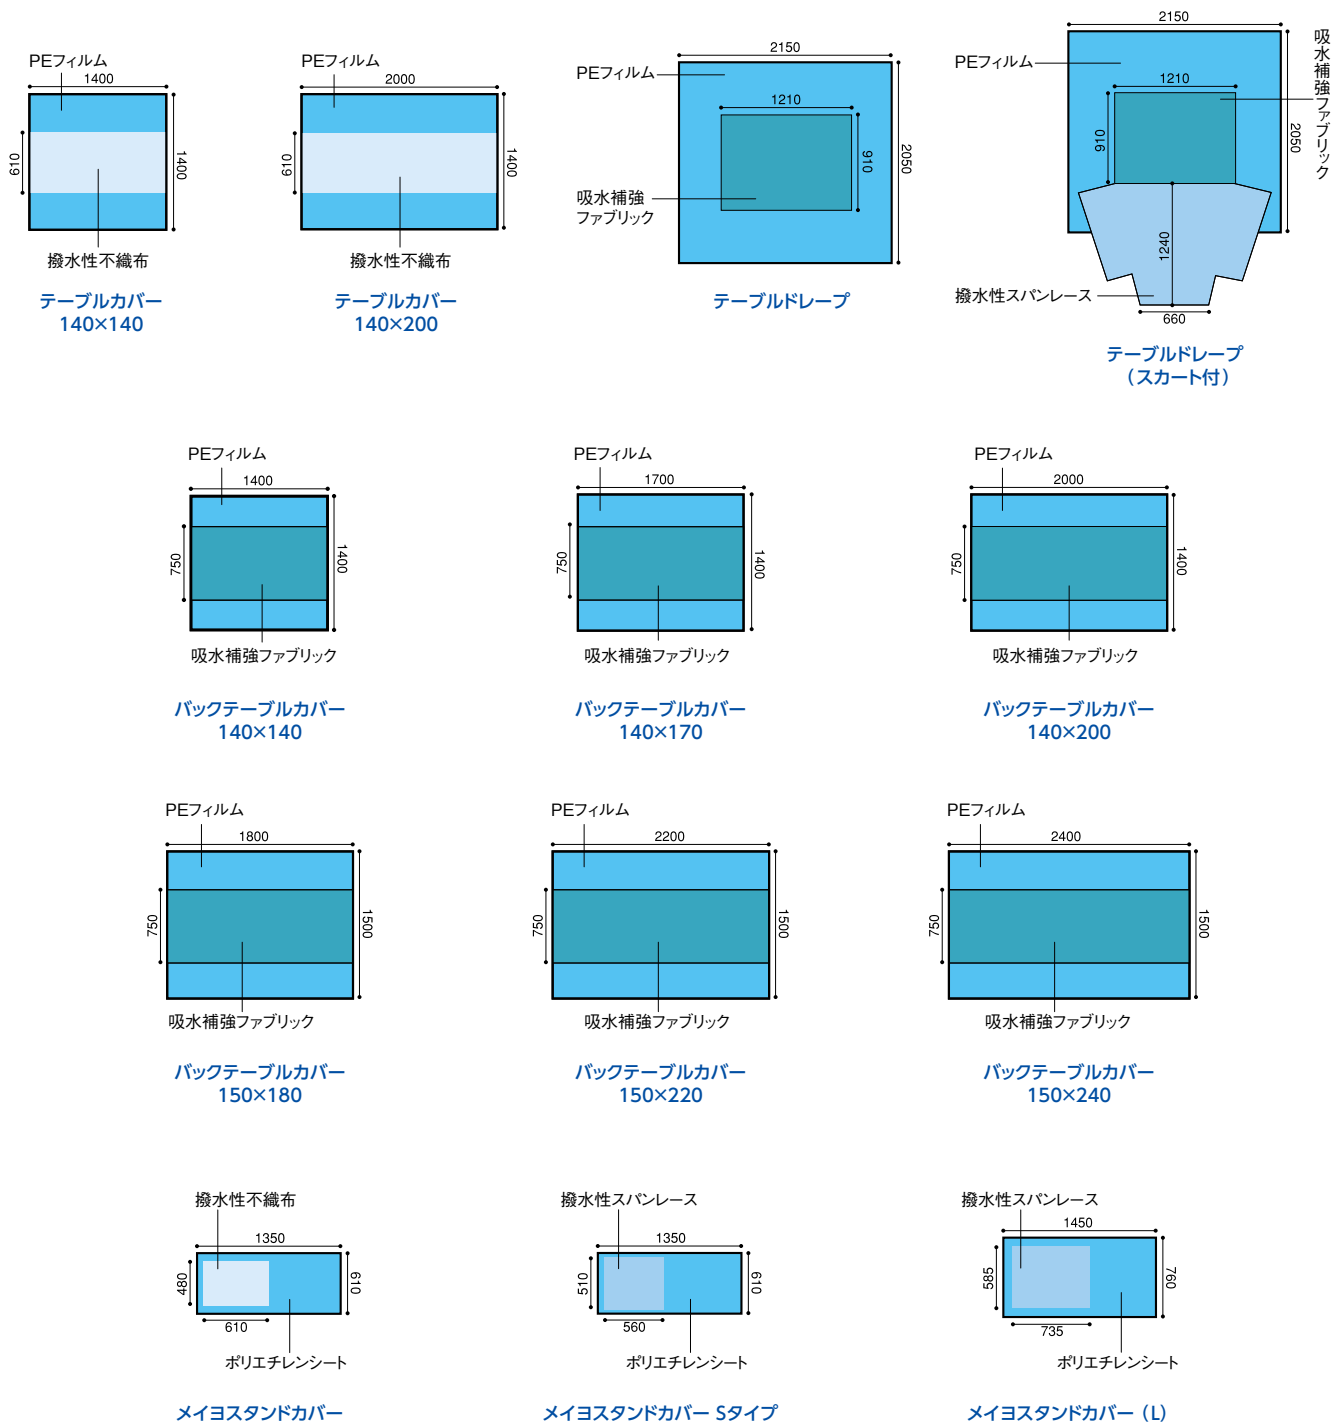 PEフィルム
1400
610
1400
撥水性不織布
テーブルカバー
140×140
PEフィルム
2000
610
1400
撥水性不織布
テーブルカバー
140×200
2150
PEフィルム
1210
910
2050
吸水補強
ファブリック
テーブルドレープ
2150
PEフィルム
1210
910
吸水補強ファブリック
2050
1240
撥水性スパンレース
660
テーブルドレープ
（スカート付）
PEフィルム
1400
750
1400
吸水補強ファブリック
バックテーブルカバー
140×140
PEフィルム
1700
750
1400
吸水補強ファブリック
バックテーブルカバー
140×170
PEフィルム
2000
750
1400
吸水補強ファブリック
バックテーブルカバー
140×200
PEフィルム
1800
750
1500
吸水補強ファブリック
バックテーブルカバー
150×180
PEフィルム
2200
750
1500
吸水補強ファブリック
バックテーブルカバー
150×220
PEフィルム
2400
750
1500
吸水補強ファブリック
バックテーブルカバー
150×240
撥水性不織布
1350
480
610
610
ポリエチレンシート
メイヨスタンドカバー
撥水性スパンレース
1350
510
610
560
ポリエチレンシート
メイヨスタンドカバー Sタイプ
撥水性スパンレース
1450
585
760
735
ポリエチレンシート
メイヨスタンドカバー（L）